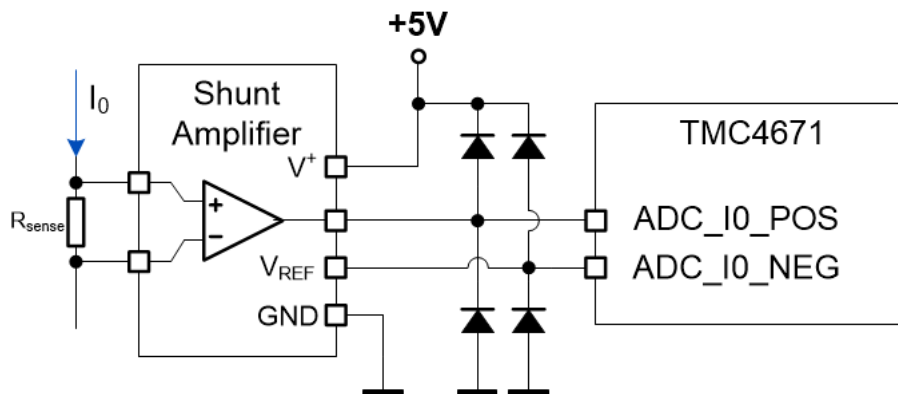 +5V
I0
Shunt
Amplifier
TMC4671
V+
Rsense
+
ADC_I0_POS
−
VREF
ADC_I0_NEG
GND